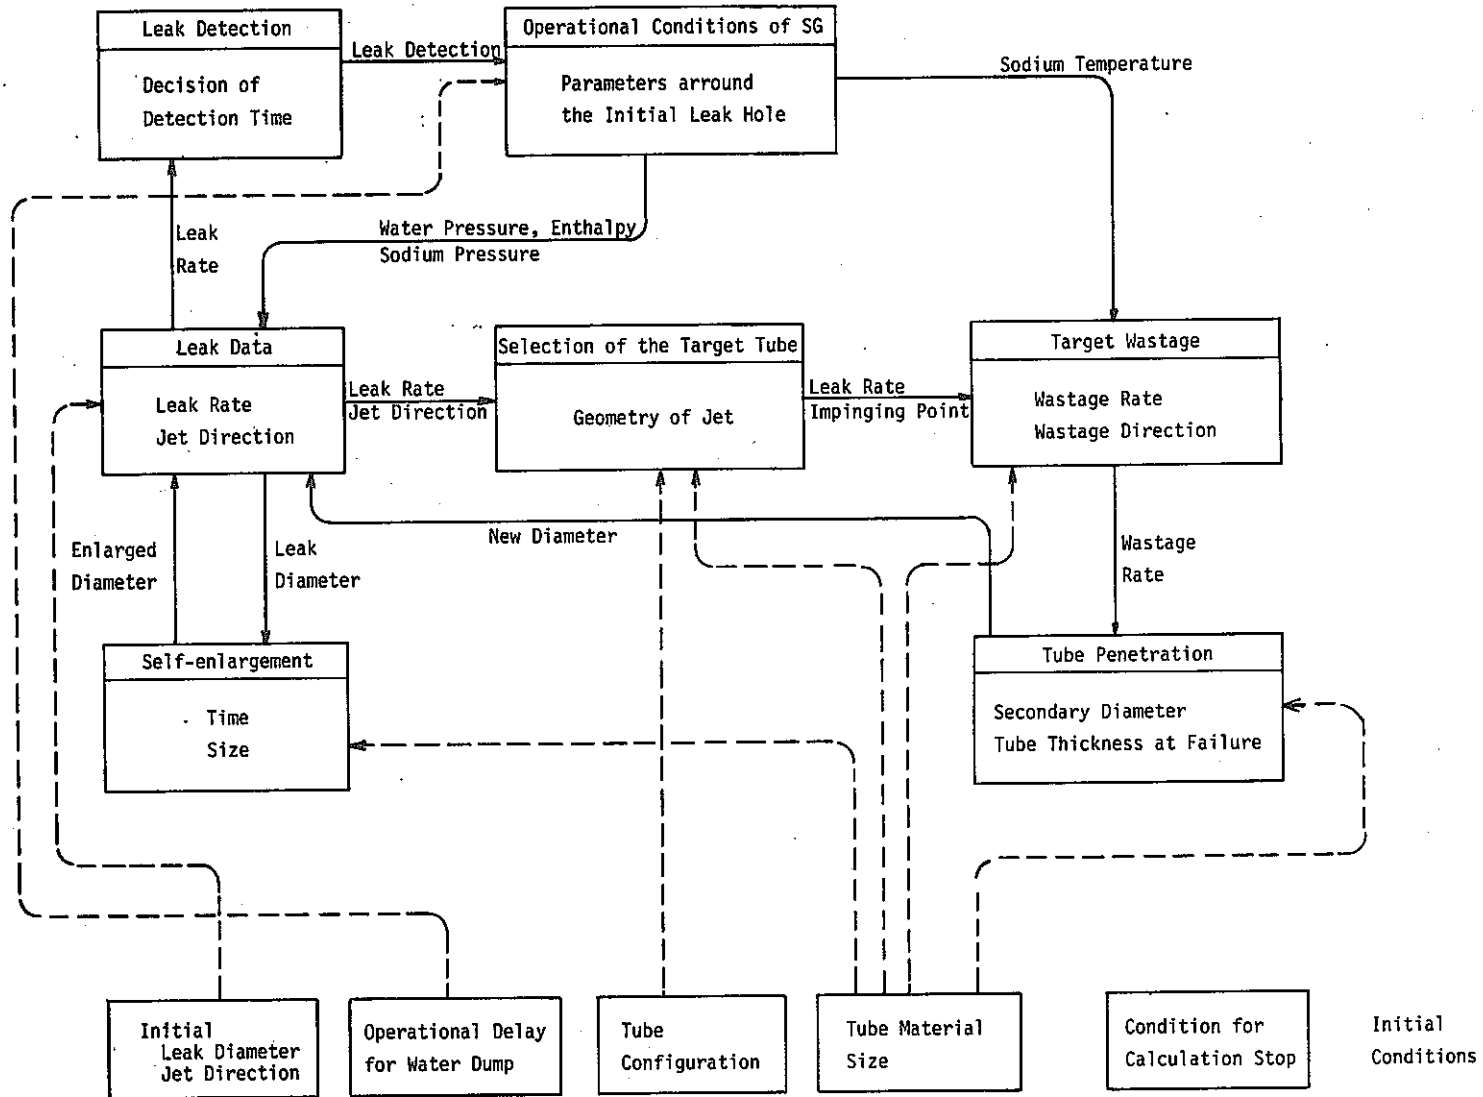 Leak Detection
Decision of
Detection Time
Leak Detection
Operational Conditions of SG
Parameters arround
the Initial Leak Hole
Sodium Temperature
Leak
Rate
Water Pressure, Enthalpy
Sodium Pressure
Leak Data
Leak Rate
Jet Direction
Leak Rate
Jet Direction
Selection of the Target Tube
Geometry of Jet
Leak Rate
Impinging Point
Target Wastage
Wastage Rate
Wastage Direction
Enlarged
Diameter
Leak
Diameter
New Diameter
Wastage
Rate
Self-enlargement
Time
Size
Tube Penetration
Secondary Diameter
Tube Thickness at Failure
Initial
Leak Diameter
Jet Direction
Operational Delay
for Water Dump
Tube
Configuration
Tube Material
Size
Condition for
Calculation Stop
Initial
Conditions